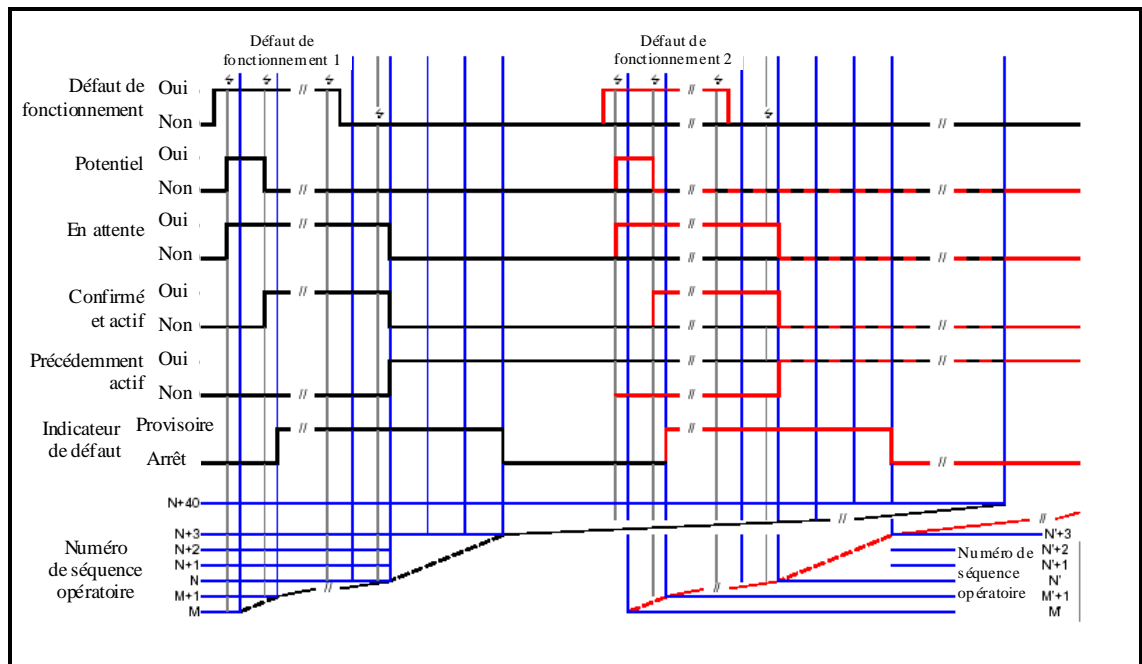 Défaut de
fonctionnement 1
Défaut de
fonctionnement 2
Défaut de
fonctionnement
Oui
Non
Potentiel
Oui
Non
En attente
Oui
Non
Confirmé
et actif
Oui
Non
Précédemment
actif
Oui
Non
Indicateur
de défaut
Provisoire
Arrêt
Numéro
de séquence
opératoire
N+40
N+3
N+2
N+1
N
M+1
M
Numéro de
séquence
opératoire
N'+3
N'+2
N'+1
N'
M'+1
M'